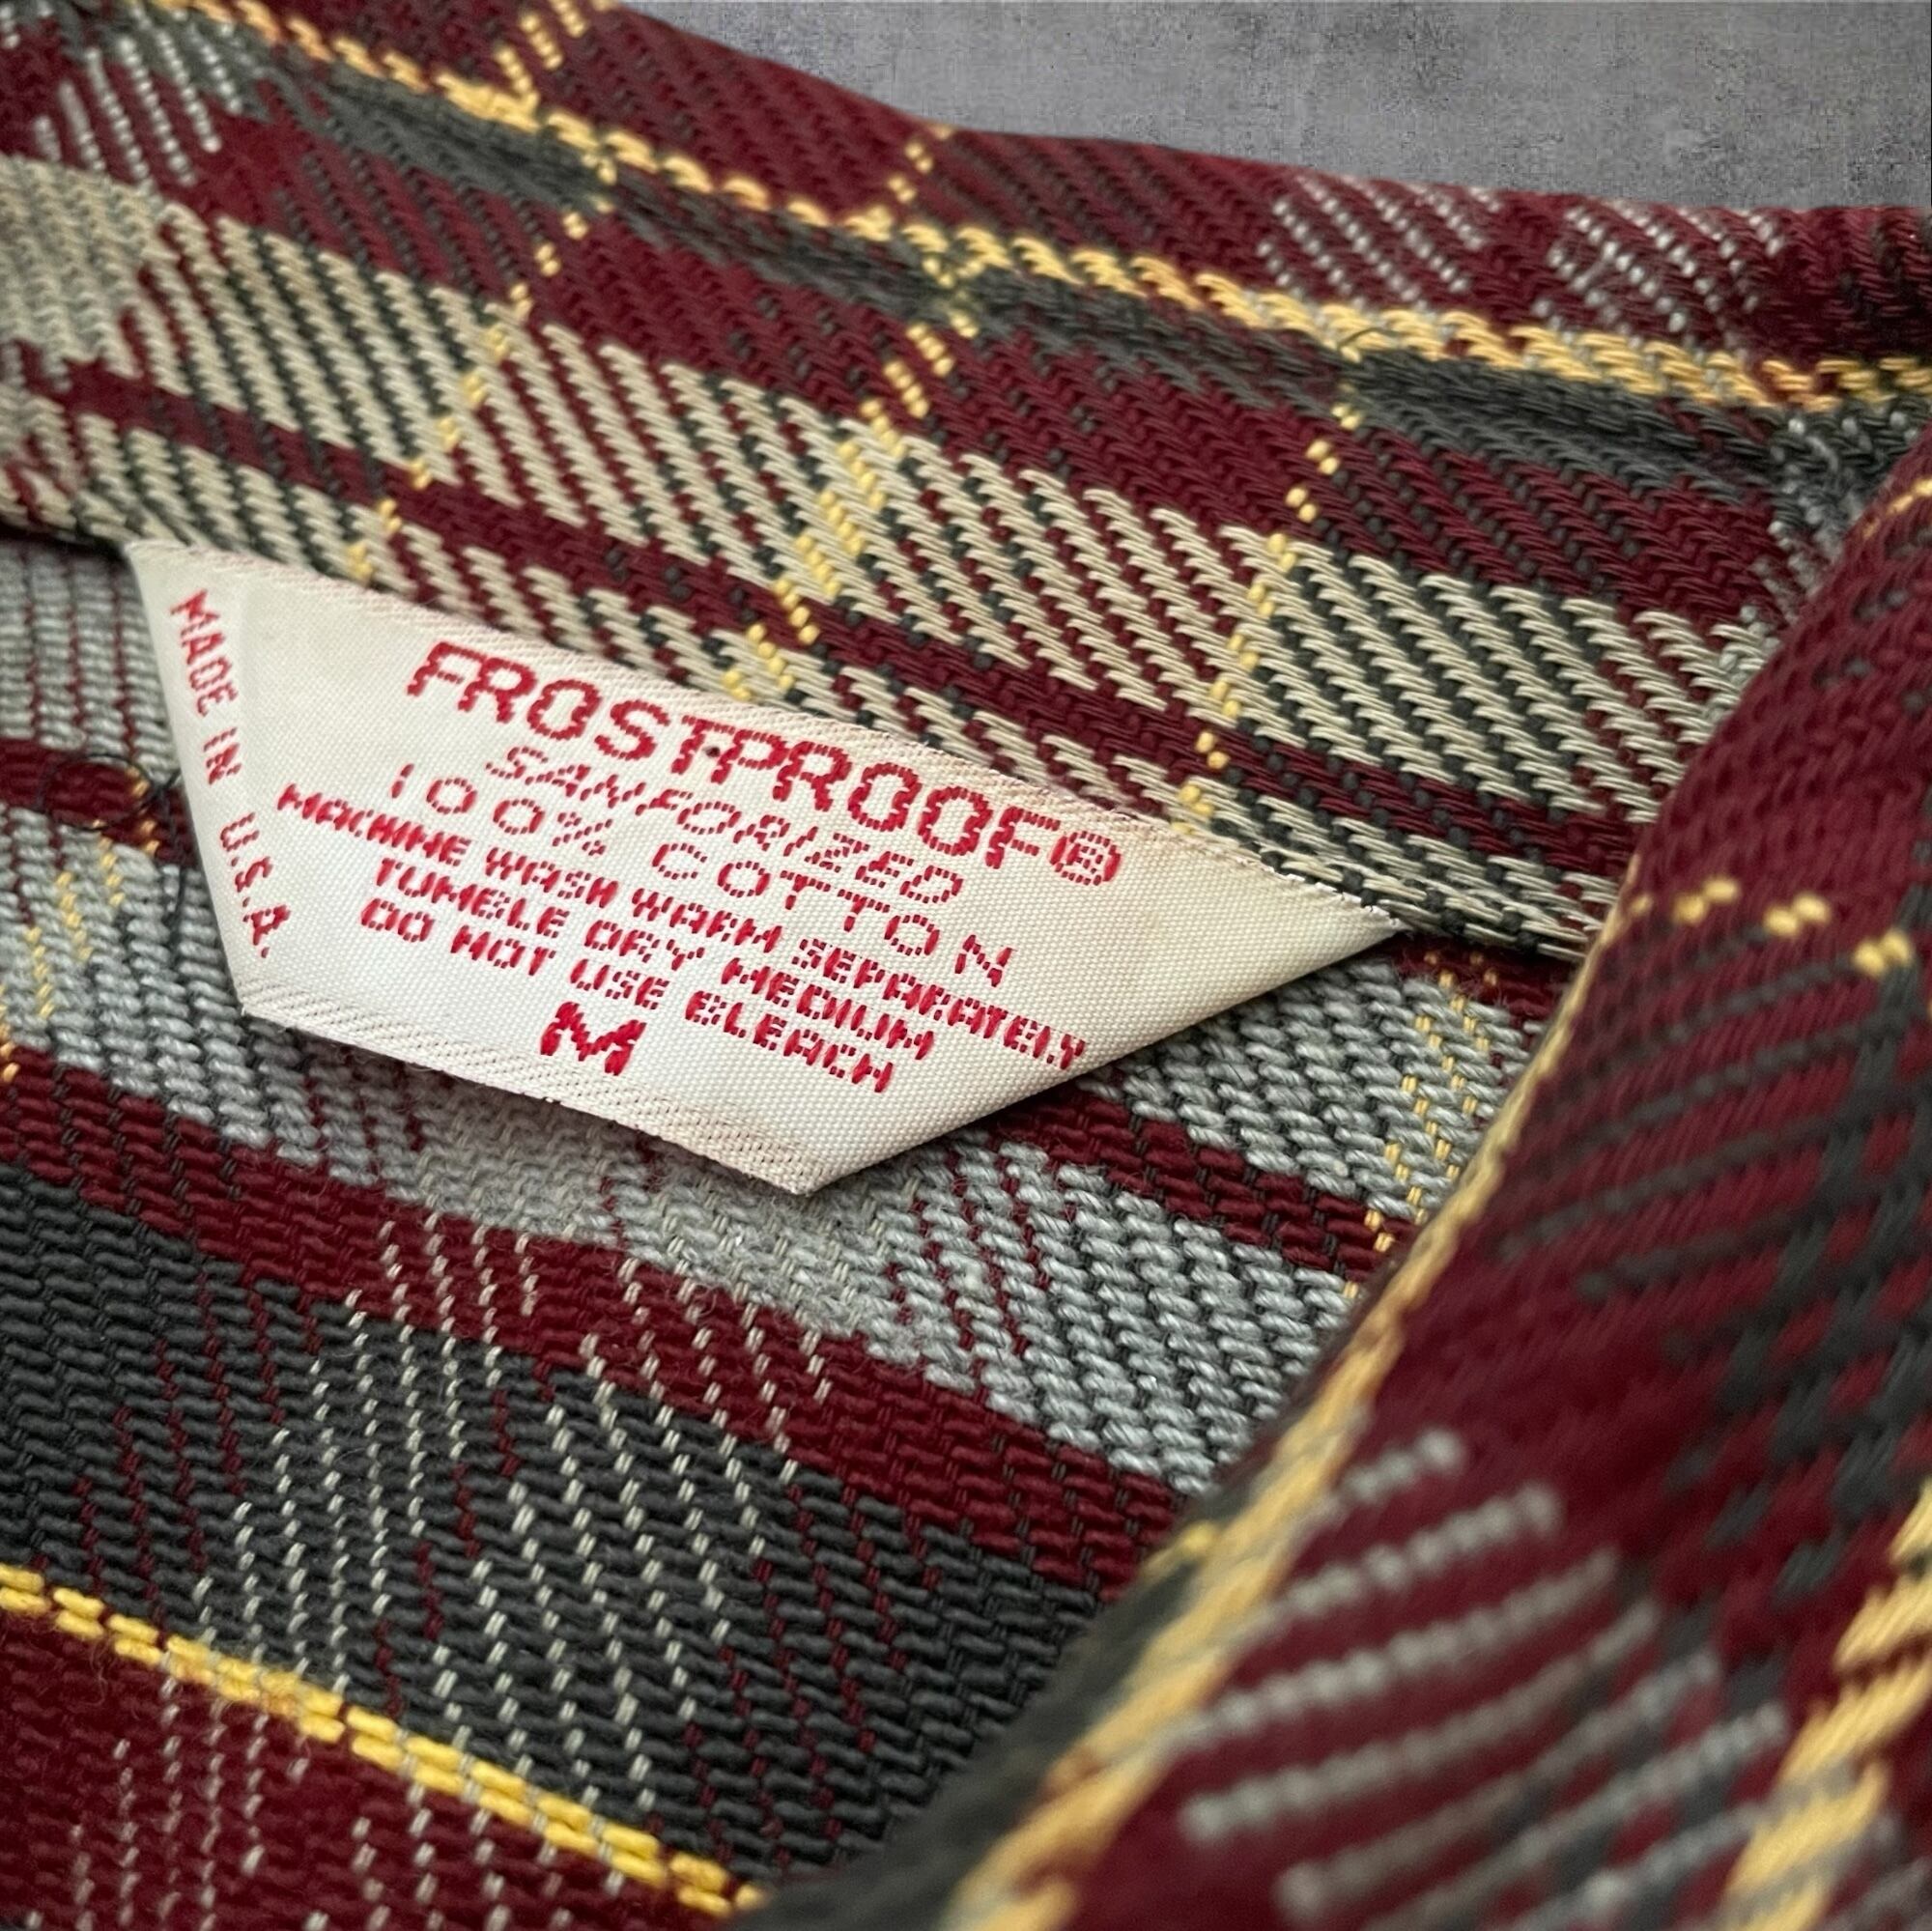 MADE IN U.S.A.
FROSTPROOF®
SANFORIZED
100% COTTON
MACHINE WASH WARM SEPARATELY
TUMBLE DRY MEDIUM
DO NOT USE BLEACH
M